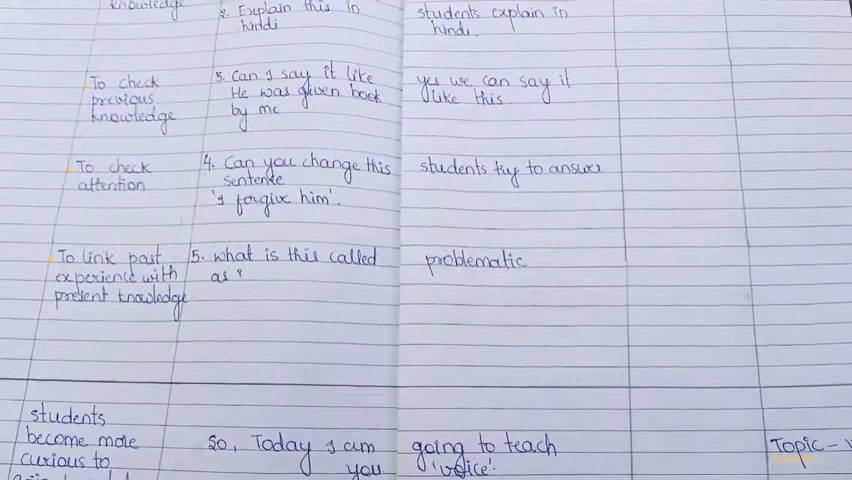 knowledge
2. Explain this in
hinddi
students explain in
hindi.
To check
previous
knowledge
3. Can I say it like
He was given book
by me
yes we can say it
like this.
To check
attention
4. Can you change this
sentence
'I forgive him'.
students try to answer
To link past
experience with
present knowledge
5. what is this called
as?
problematic
students
become more
curious to
So, Today I am
you
going to teach
'voice'.
Topic -